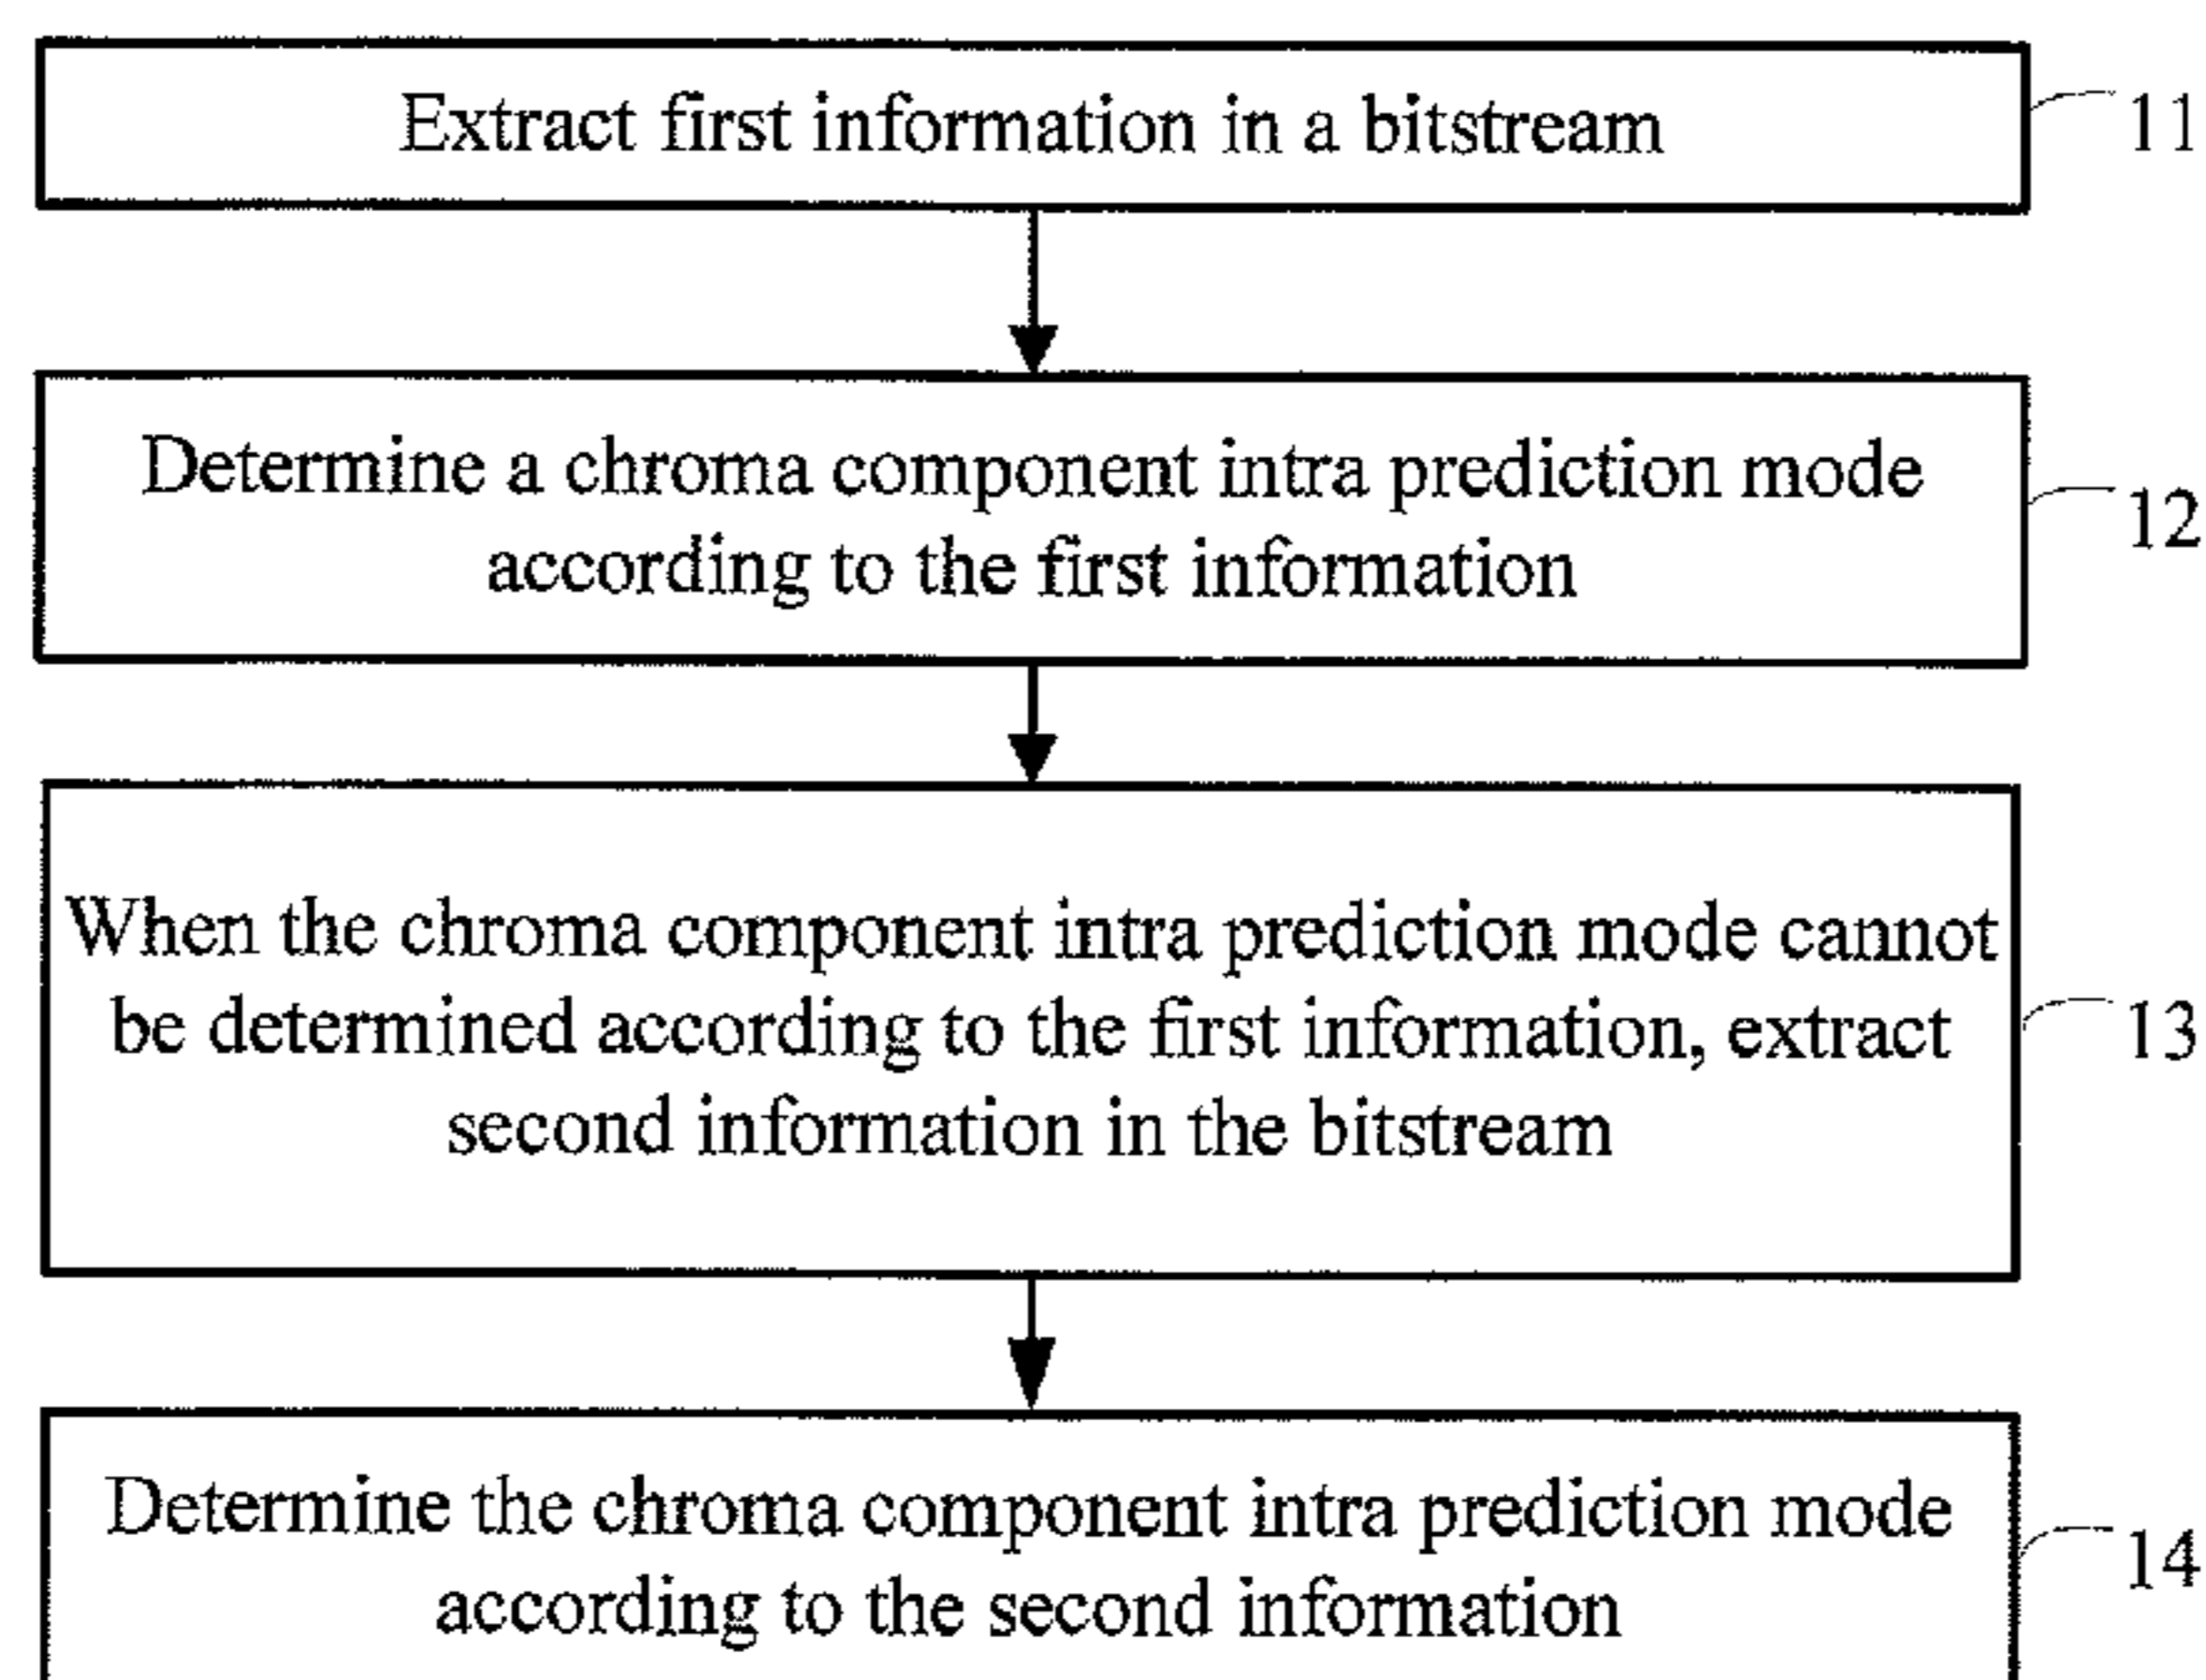 Extract first information in a bitstream
11
Determine a chroma component intra prediction mode
according to the first information
12
When the chroma component intra prediction mode cannot
be determined according to the first information, extract
second information in the bitstream
13
Determine the chroma component intra prediction mode
according to the second information
14